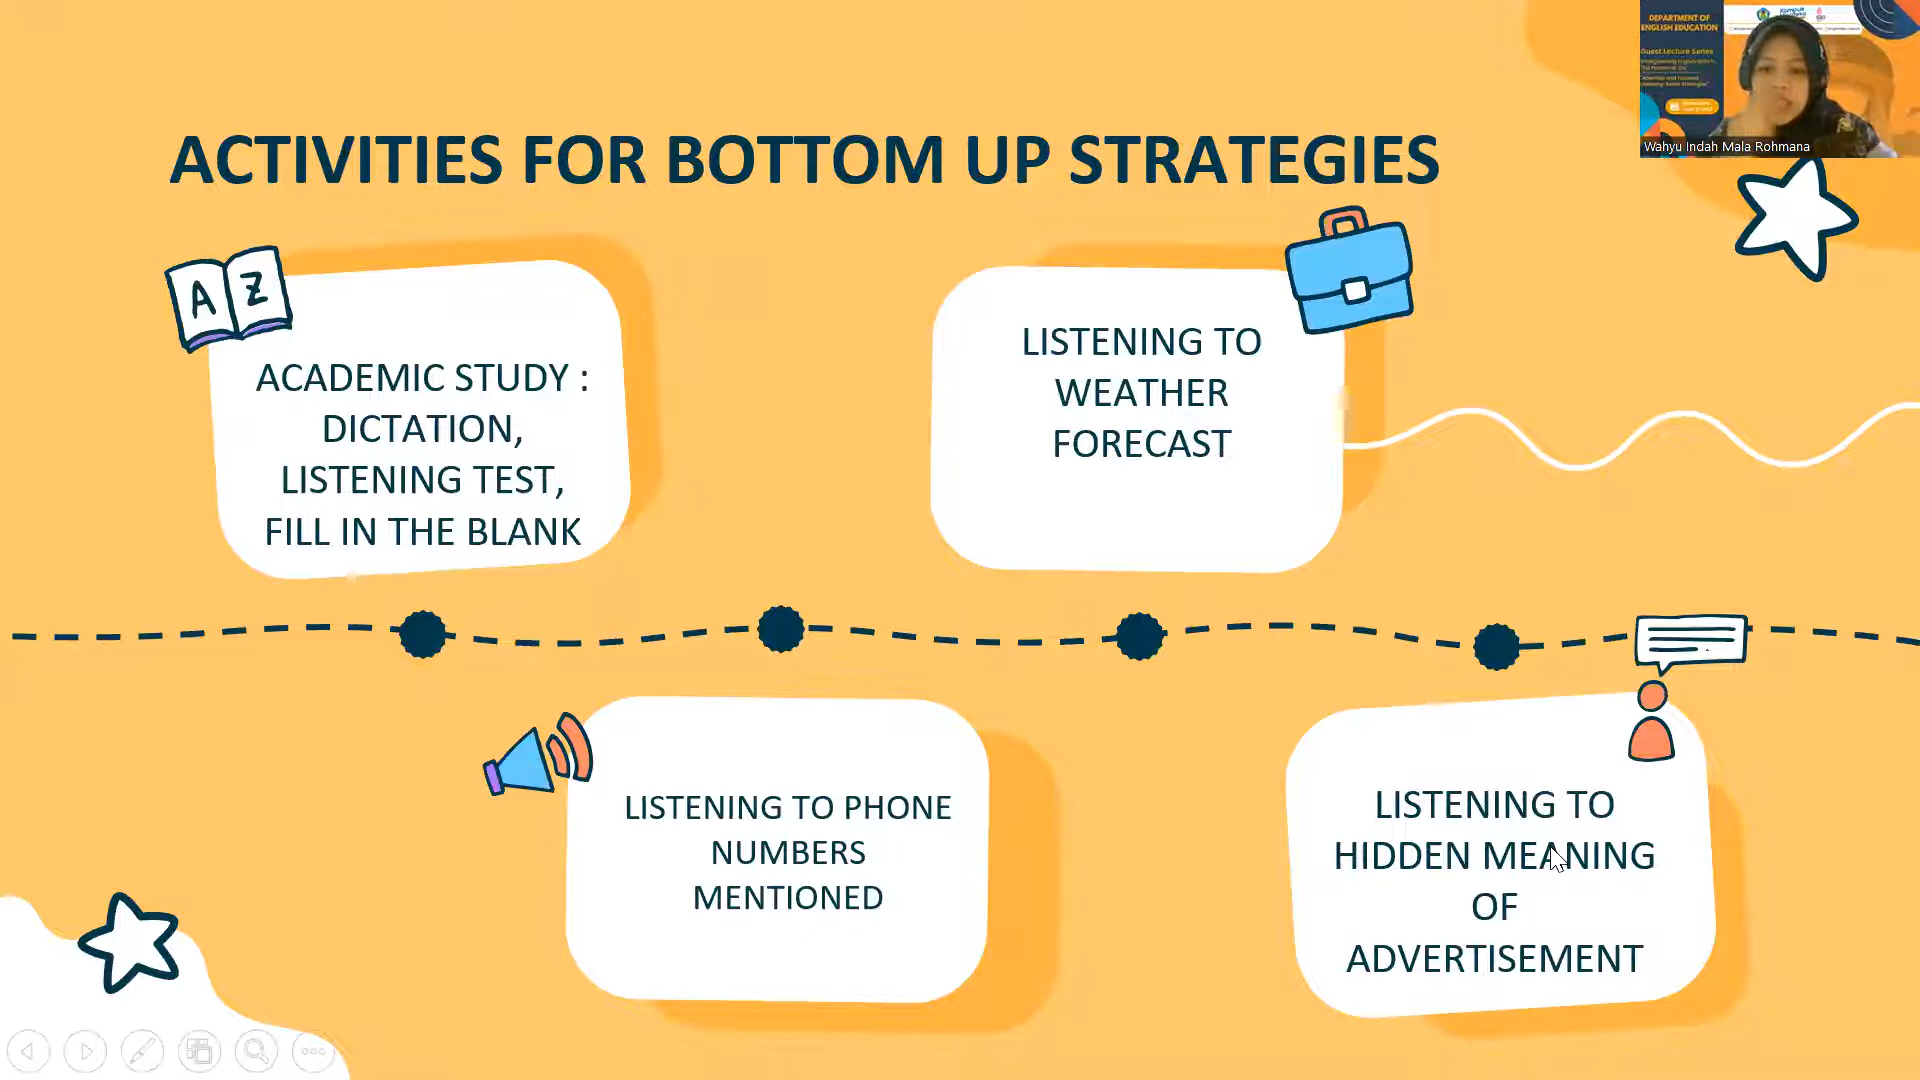 ACTIVITIES FOR BOTTOM UP STRATEGIES
A Z
ACADEMIC STUDY :
DICTATION,
LISTENING TEST,
FILL IN THE BLANK
LISTENING TO
WEATHER
FORECAST
LISTENING TO PHONE
NUMBERS
MENTIONED
LISTENING TO
HIDDEN MEANING
OF
ADVERTISEMENT
DEPARTMENT OF
ENGLISH EDUCATION
Guest Lecture Series
Wahyu Indah Mala Rohmana